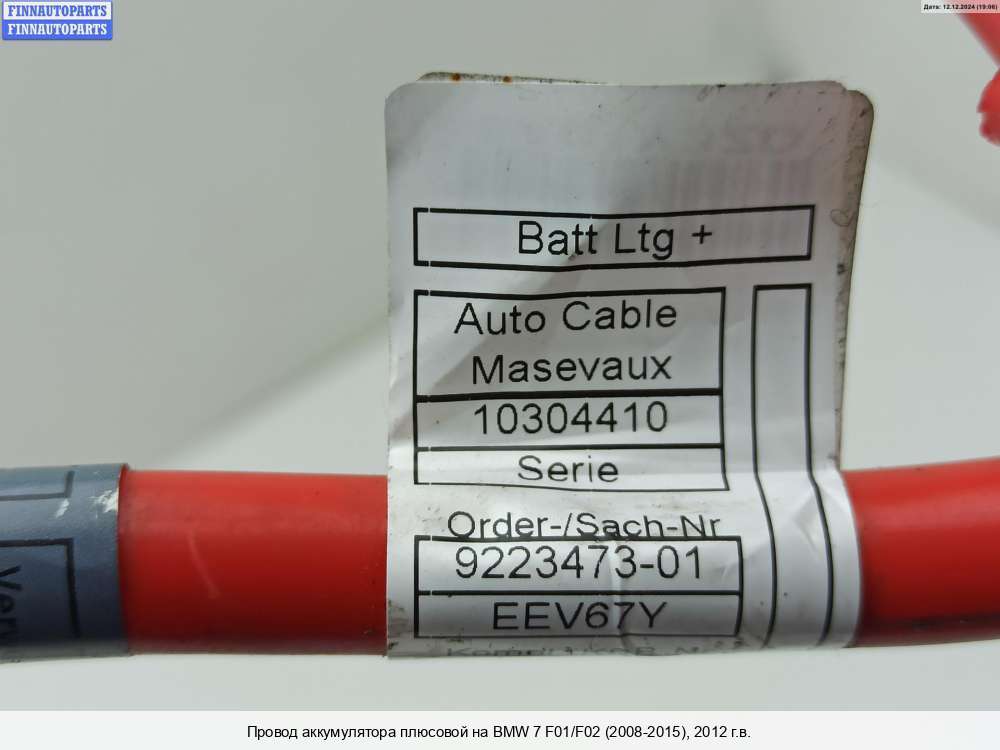 FINNAUTOPARTS
FINNAUTOPARTS
Дата: 12.12.2024 (19:06)
Batt Ltg +
Auto Cable
Masevaux
10304410
Serie
Order-/Sach-Nr
9223473-01
EEV67Y
Провод аккумулятора плюсовой на BMW 7 F01/F02 (2008-2015), 2012 г.в.